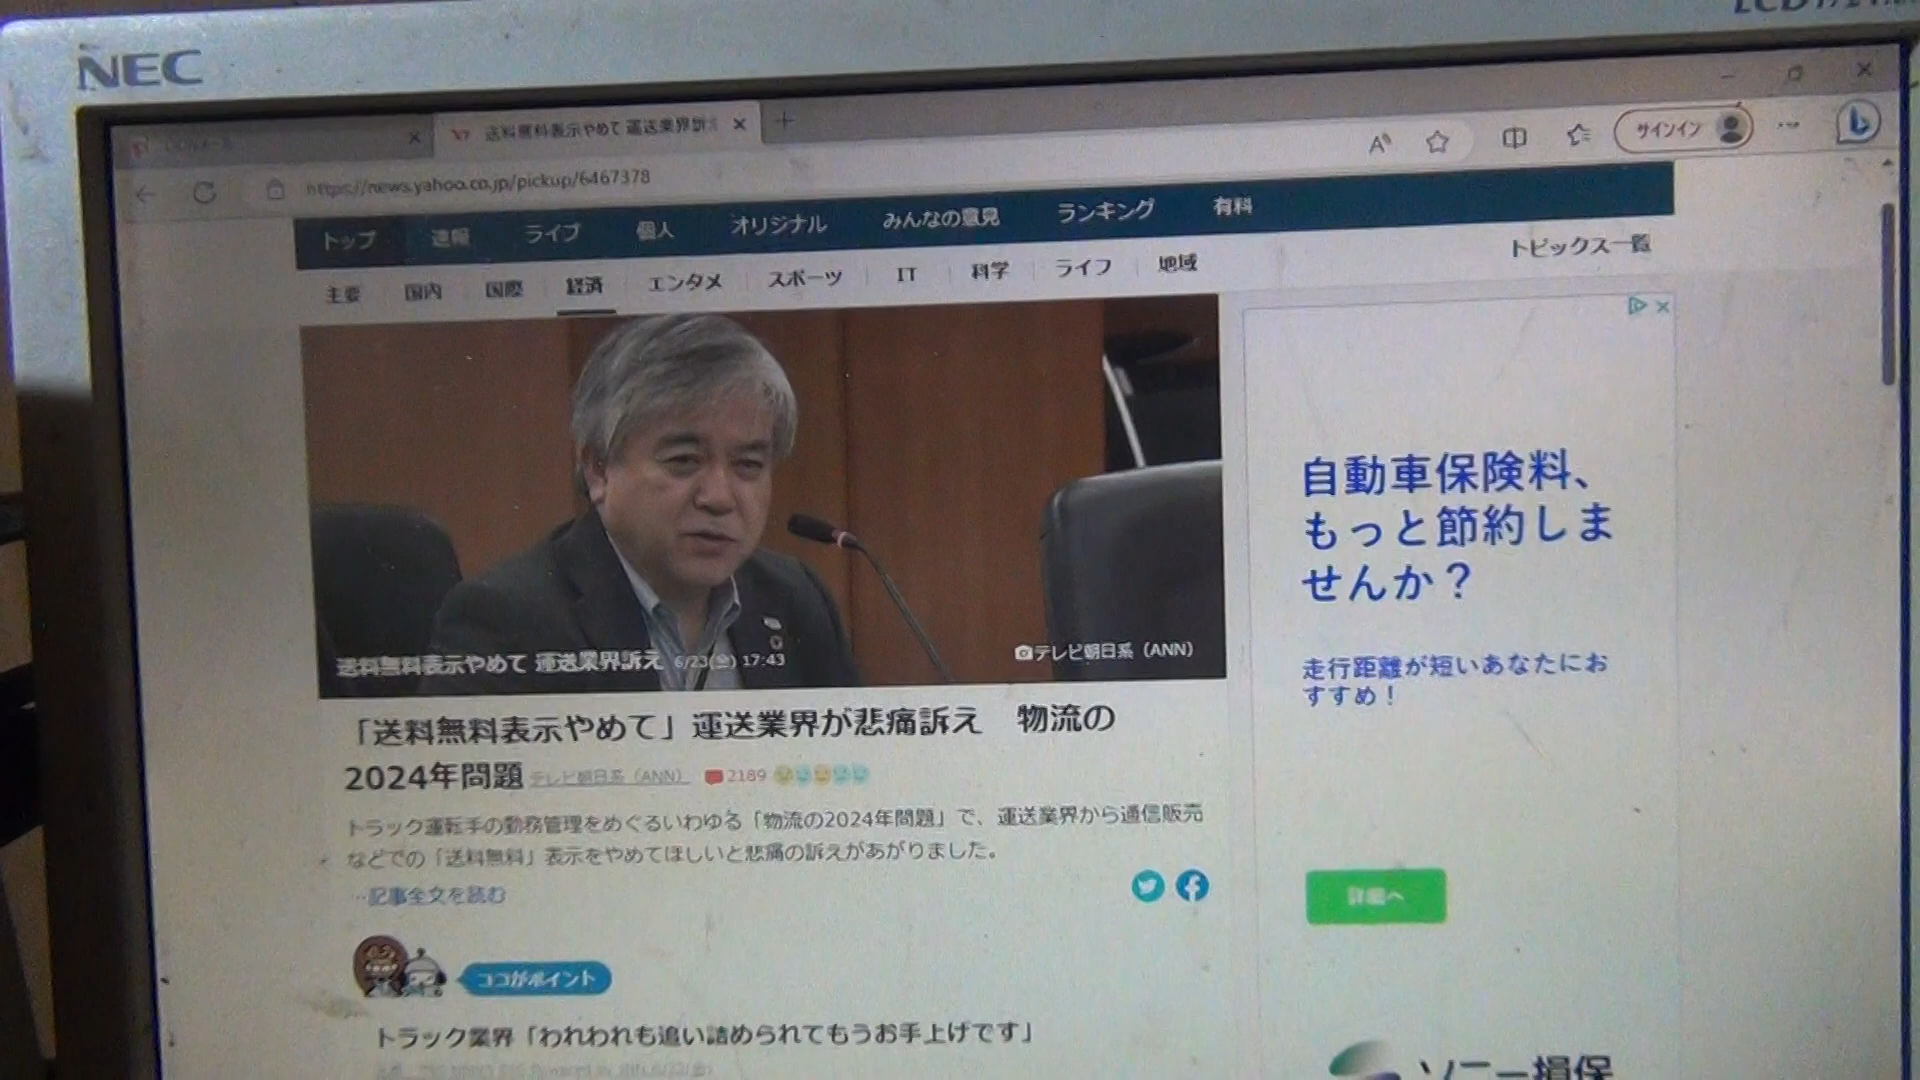 NEC
送料無料表示やめて 運送業界訴え
https://news.yahoo.co.jp/pickup/6467378
サインイン
トップ 速報 ライブ 個人 オリジナル みんなの意見 ランキング 有料
主要 国内 国際 経済 エンタメ スポーツ IT 科学 ライフ 地域 トピックス一覧
送料無料表示やめて 運送業界訴え 6/23(金) 17:43
テレビ朝日系（ANN）
「送料無料表示やめて」運送業界が悲痛訴え 物流の
2024年問題 テレビ朝日系（ANN） 2189
トラック運転手の勤務管理をめぐるいわゆる「物流の2024年問題」で、運送業界から通信販売
などでの「送料無料」表示をやめてほしいと悲痛の訴えがあがりました。
…記事全文を読む
ココがポイント
トラック業界「われわれも追い詰められてもうお手上げです」
自動車保険料、
もっと節約しま
せんか？
走行距離が短いあなたにお
すすめ！
詳細へ
ソニー損保